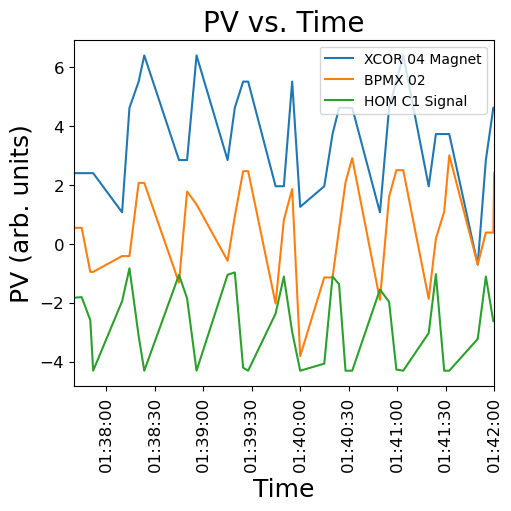 PV vs. Time
XCOR 04 Magnet
BPMX 02
HOM C1 Signal
PV (arb. units)
6
4
2
0
−2
−4
01:38:00
01:38:30
01:39:00
01:39:30
01:40:00
01:40:30
01:41:00
01:41:30
01:42:00
Time